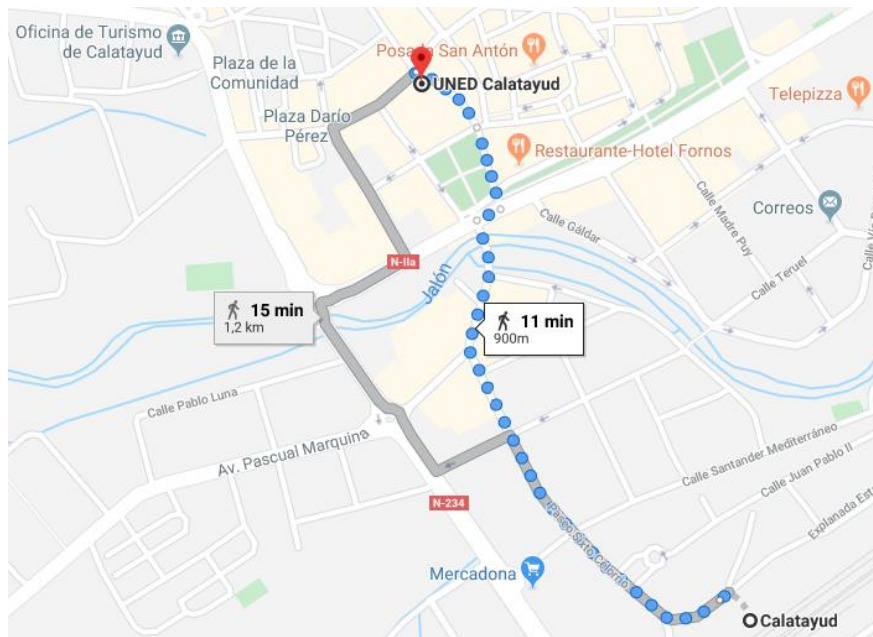 Oficina de Turismo
de Calatayud
Plaza de la
Comunidad
Posada San Antón
UNED Calatayud
Telepizza
Plaza Darío
Pérez
Restaurante-Hotel Fornos
Calle Madre Puy
Correos
Calle Gáldar
N-IIa
Jalón
Calle Teruel
15 min
1,2 km
11 min
900m
Calle Pablo Luna
Av. Pascual Marquina
Calle Santander Mediterráneo
Calle Juan Pablo II
N-234
Explanada Esta
Paseo Sixto Celorrio
Mercadona
Calatayud